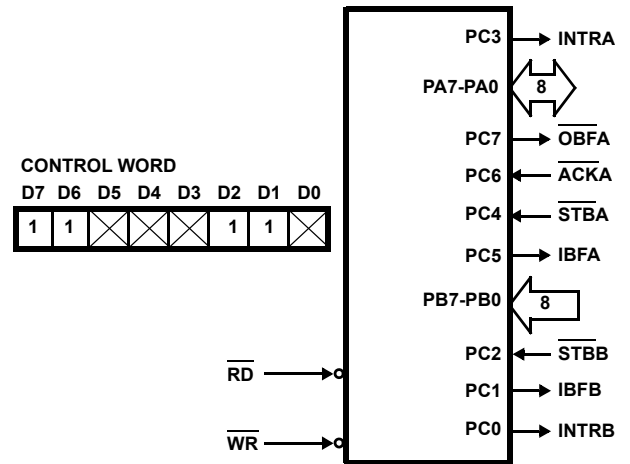 PC3 INTRA
PA7-PA0 8
PC7 OBFA
CONTROL WORD
PC6 ACKA
D7 D6 D5 D4 D3 D2 D1 D0
PC4 STBA
1 1 1 1
PC5 IBFA
PB7-PB0 8
PC2 STBB
RD
PC1 IBFB
PC0 INTRB
WR